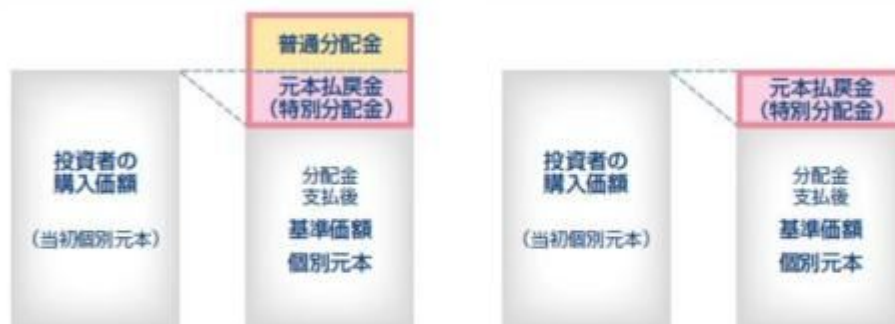 普通分配金
元本払戻金
（特別分配金）
投資者の
購入価額
（当初個別元本）
分配金
支払後
基準価額
個別元本
元本払戻金
（特別分配金）
投資者の
購入価額
（当初個別元本）
分配金
支払後
基準価額
個別元本